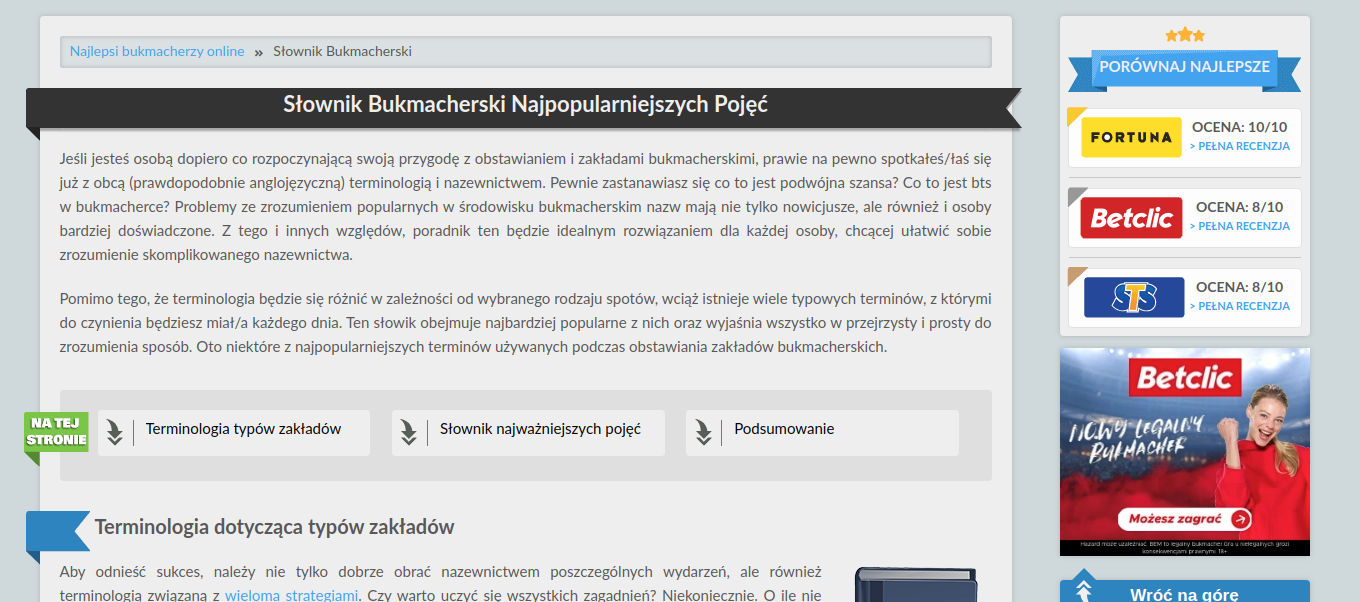 Najlepsi bukmacherzy online » Słownik Bukmacherski
Słownik Bukmacherski Najpopularniejszych Pojęć
Jeśli jesteś osobą dopiero co rozpoczynającą swoją przygodę z obstawianiem i zakładami bukmacherskimi, prawie na pewno spotkałeś/łaś się
już z obcą (prawdopodobnie anglojęzyczną) terminologią i nazewnictwem. Pewnie zastanawiasz się co to jest podwójna szansa? Co to jest bts
w bukmacherce? Problemy ze zrozumieniem popularnych w środowisku bukmacherskim nazw mają nie tylko nowicjusze, ale również i osoby
bardziej doświadczone. Z tego i innych względów, poradnik ten będzie idealnym rozwiązaniem dla każdej osoby, chcącej ułatwić sobie
zrozumienie skomplikowanego nazewnictwa.
Pomimo tego, że terminologia będzie się różnić w zależności od wybranego rodzaju spotów, wciąż istnieje wiele typowych terminów, z którymi
do czynienia będziesz miał/a każdego dnia. Ten słowik obejmuje najbardziej popularne z nich oraz wyjaśnia wszystko w przejrzysty i prosty do
zrozumienia sposób. Oto niektóre z najpopularniejszych terminów używanych podczas obstawiania zakładów bukmacherskich.
NA TEJ
STRONIE
Terminologia typów zakładów
Słownik najważniejszych pojęć
Podsumowanie
Terminologia dotycząca typów zakładów
Aby odnieść sukces, należy nie tylko dobrze obrać nazewnictwem poszczególnych wydarzeń, ale również
terminologią związaną z wieloma strategiami. Czy warto uczyć się wszystkich zagadnień? Niekoniecznie. O ile nie
PORÓWNAJ NAJLEPSZE
FORTUNA
OCENA: 10/10
> PEŁNA RECENZJA
Betclic
OCENA: 8/10
> PEŁNA RECENZJA
STS
OCENA: 8/10
> PEŁNA RECENZJA
Betclic
NOWY LEGALNY
BUKMACHER
Możesz zagrać
Hazard może uzależniać. BEM to legalny bukmacher. Gra u nielegalnych grozi
konsekwencjami prawnymi. 18+
Wróć na górę